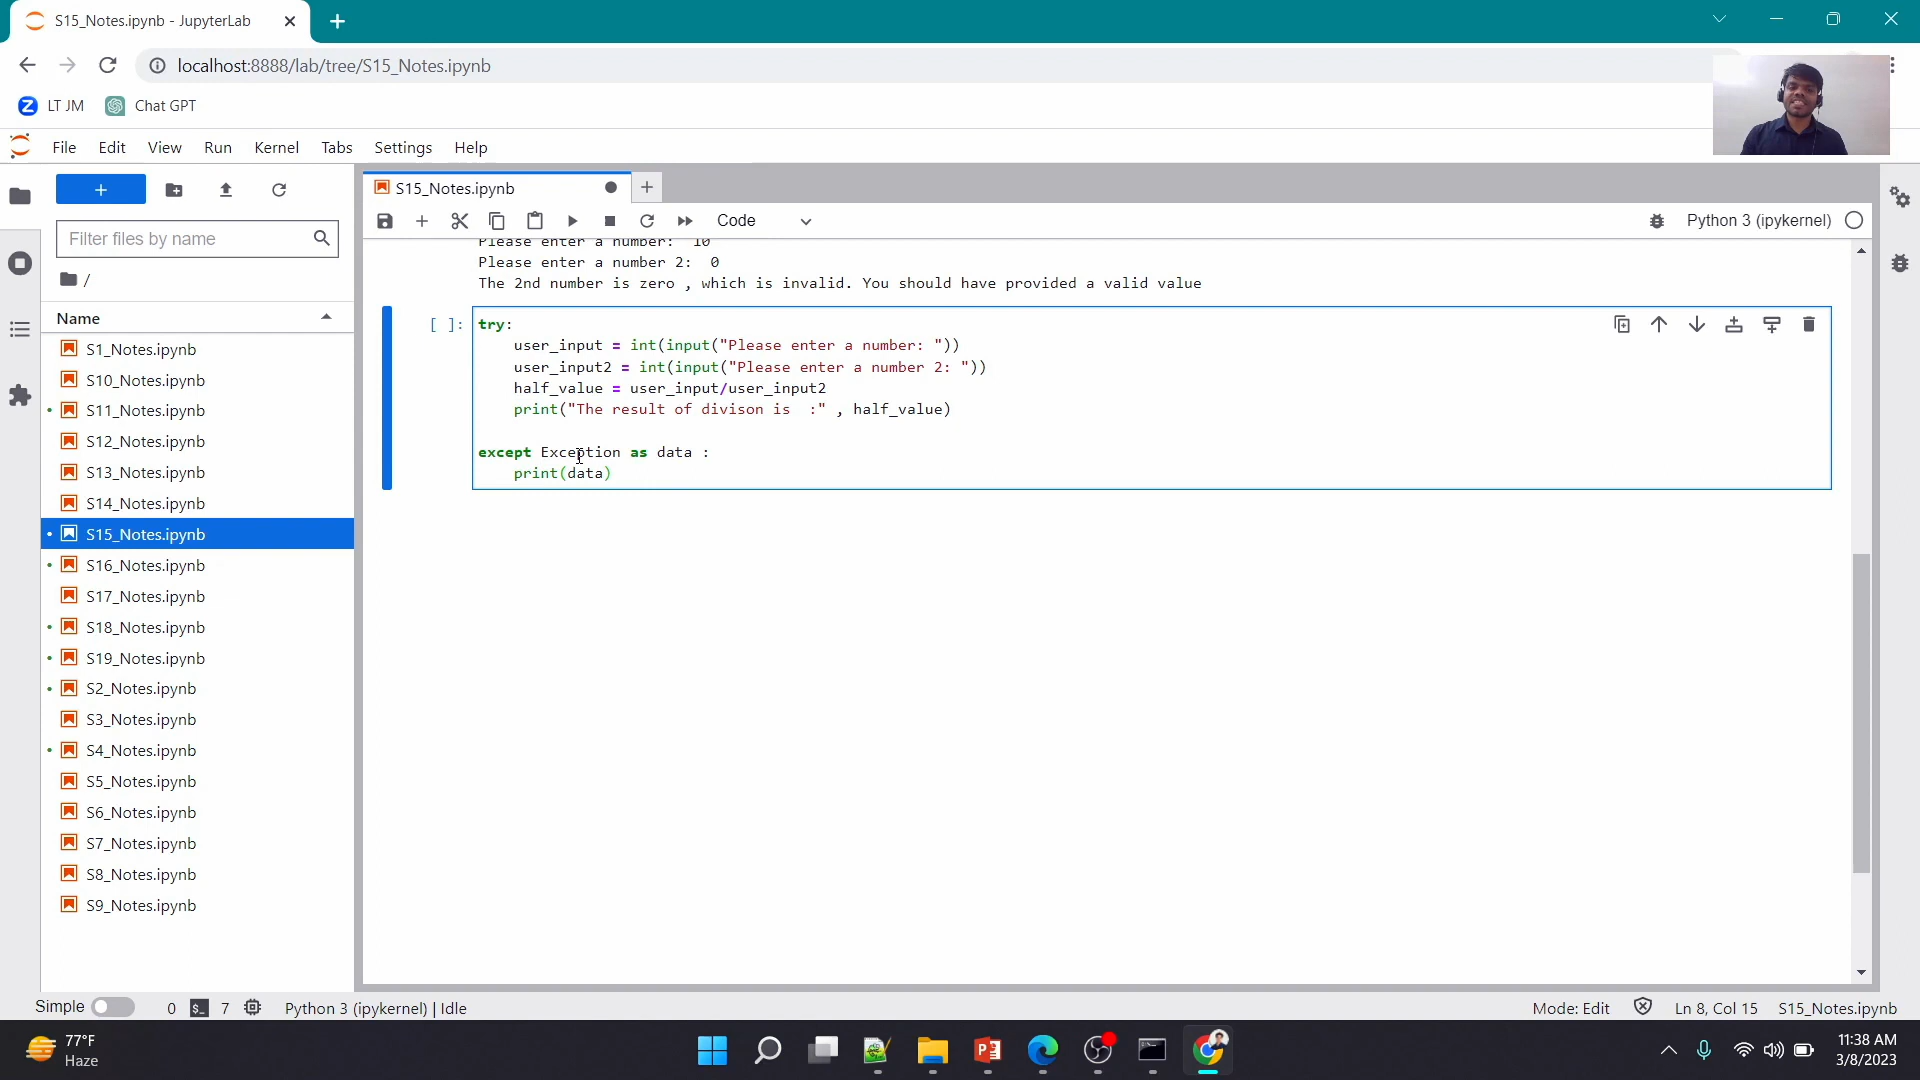 S15_Notes.ipynb - JupyterLab
localhost:8888/lab/tree/S15_Notes.ipynb
LT JM
Chat GPT
File Edit View Run Kernel Tabs Settings Help
S15_Notes.ipynb
Filter files by name
Code
Python 3 (ipykernel)
/
Name
S1_Notes.ipynb
S10_Notes.ipynb
S11_Notes.ipynb
S12_Notes.ipynb
S13_Notes.ipynb
S14_Notes.ipynb
S15_Notes.ipynb
S16_Notes.ipynb
S17_Notes.ipynb
S18_Notes.ipynb
S19_Notes.ipynb
S2_Notes.ipynb
S3_Notes.ipynb
S4_Notes.ipynb
S5_Notes.ipynb
S6_Notes.ipynb
S7_Notes.ipynb
S8_Notes.ipynb
S9_Notes.ipynb
Please enter a number:  10
Please enter a number 2:  0
The 2nd number is zero , which is invalid. You should have provided a valid value
[ ]:
try:
    user_input = int(input("Please enter a number: "))
    user_input2 = int(input("Please enter a number 2: "))
    half_value = user_input/user_input2
    print("The result of divison is  :" , half_value)
except Exception as data :
    print(data)
Simple 0 7 Python 3 (ipykernel) | Idle
Mode: Edit Ln 8, Col 15 S15_Notes.ipynb
77°F
Haze
11:38 AM
3/8/2023